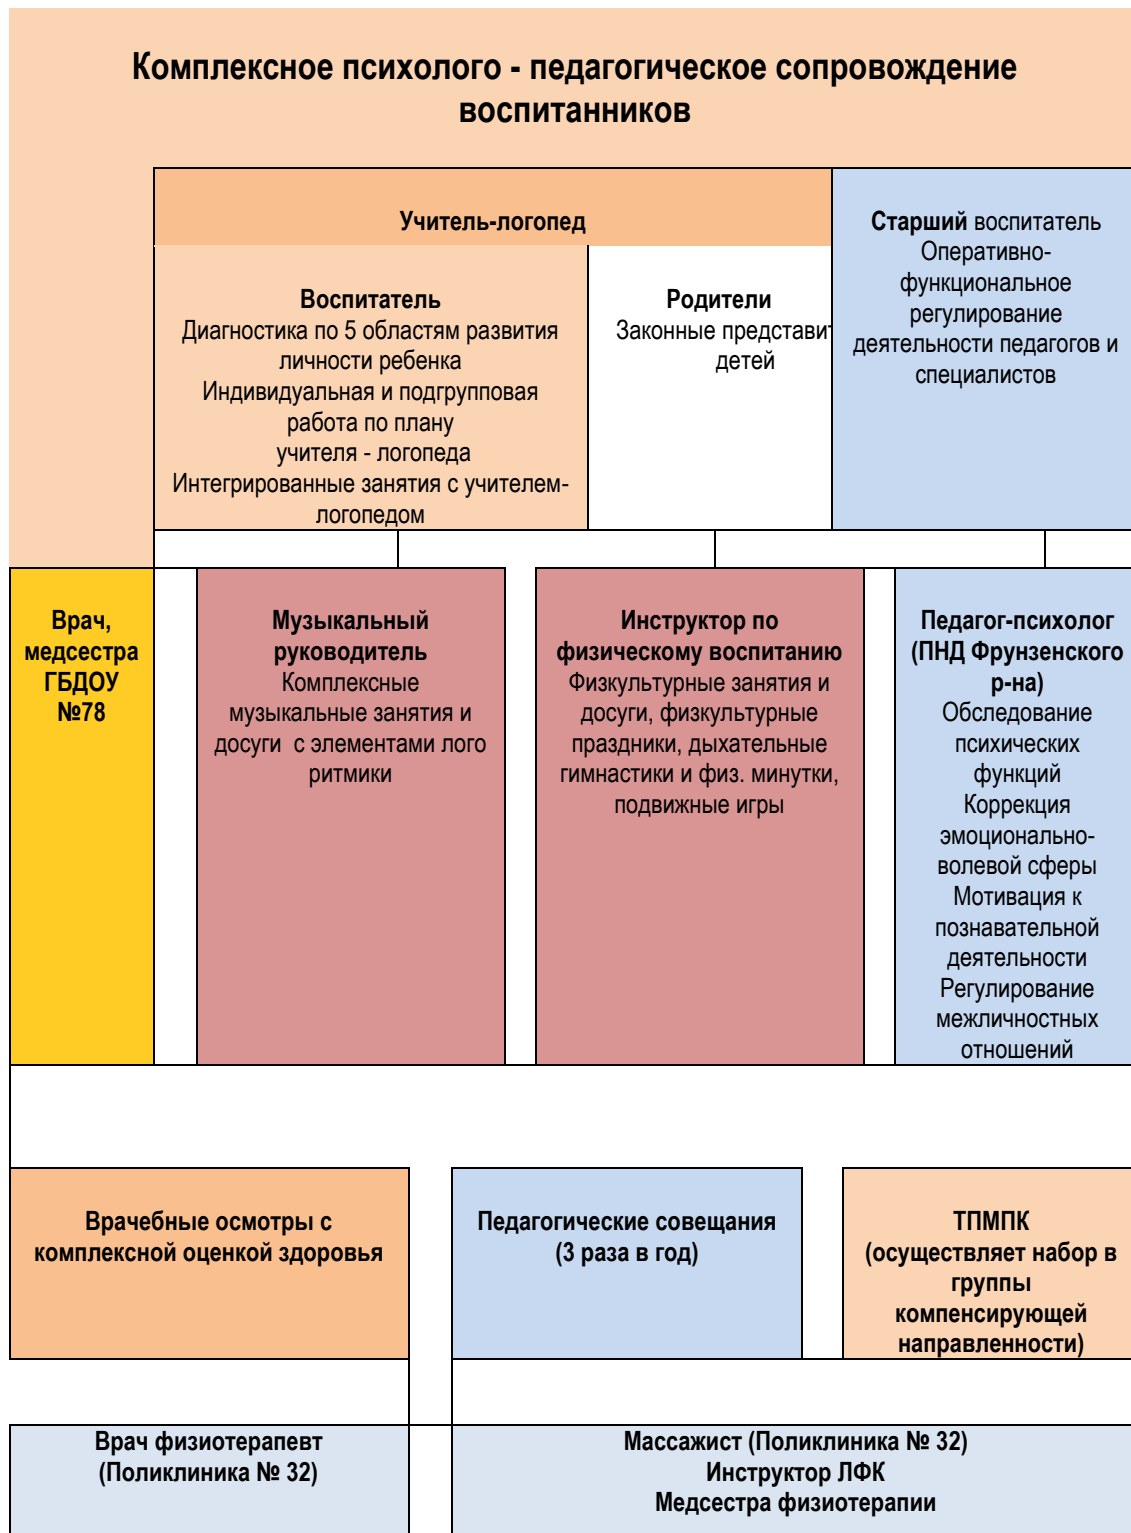 Комплексное психолого - педагогическое сопровождение
воспитанников
Учитель-логопед
Воспитатель
Диагностика по 5 областям развития
личности ребенка
Индивидуальная и подгрупповая
работа по плану
учителя - логопеда
Интегрированные занятия с учителем-
логопедом
Родители
Законные представит
детей
Старший воспитатель
Оперативно-
функциональное
регулирование
деятельности педагогов и
специалистов
Врач,
медсестра
ГБДОУ
№78
Музыкальный
руководитель
Комплексные
музыкальные занятия и
досуги с элементами лого
ритмики
Инструктор по
физическому воспитанию
Физкультурные занятия и
досуги, физкультурные
праздники, дыхательные
гимнастики и физ. минутки,
подвижные игры
Педагог-психолог
(ПНД Фрунзенского
р-на)
Обследование
психических
функций
Коррекция
эмоционально-
волевой сферы
Мотивация к
познавательной
деятельности
Регулирование
межличностных
отношений
Врачебные осмотры с
комплексной оценкой здоровья
Педагогические совещания
(3 раза в год)
ТПМПК
(осуществляет набор в
группы
компенсирующей
направленности)
Врач физиотерапевт
(Поликлиника № 32)
Массажист (Поликлиника № 32)
Инструктор ЛФК
Медсестра физиотерапии